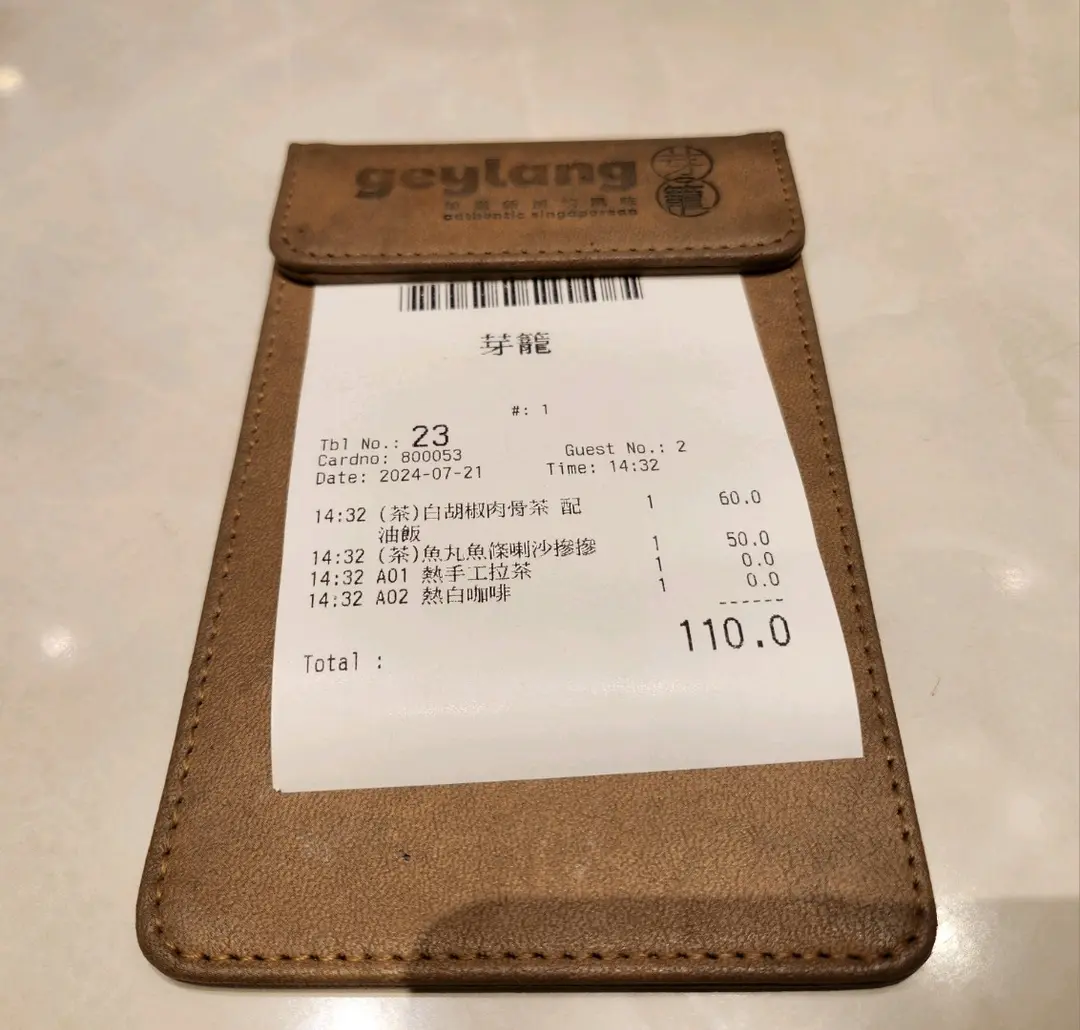 geylang 芽籠
authentic singaporean
芽籠
#: 1
Tbl No.: 23
Cardno: 800053 Guest No.: 2
Date: 2024-07-21 Time: 14:32
14:32 (茶)白胡椒肉骨茶 配 1 60.0
油飯
14:32 (茶)魚丸魚條喇沙摻摻 1 50.0
14:32 A01 熱手工拉茶 1 0.0
14:32 A02 熱白咖啡 1 0.0
------
110.0
Total :